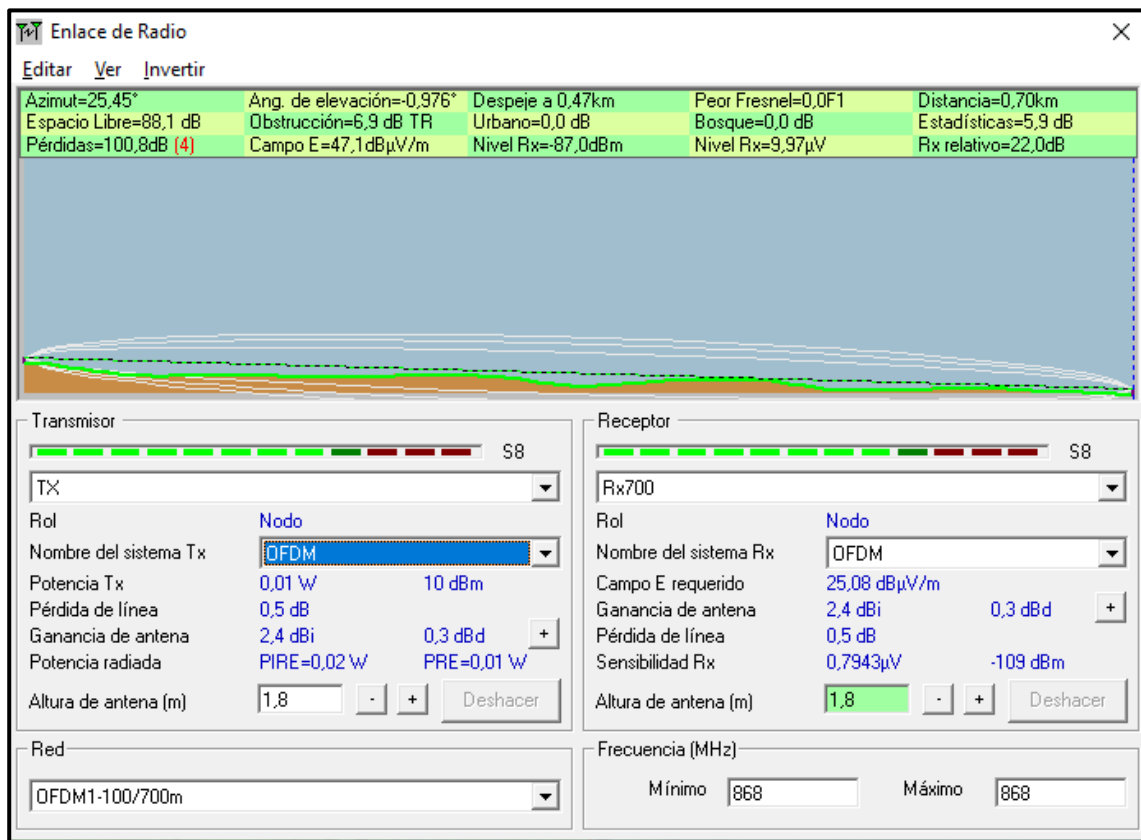 Enlace de Radio
Editar Ver Invertir
Azimut=25,45° Ang. de elevación=-0,976° Despeje a 0,47km Peor Fresnel=0,0F1 Distancia=0,70km
Espacio Libre=88,1 dB Obstrucción=6,9 dB TR Urbano=0,0 dB Bosque=0,0 dB Estadísticas=5,9 dB
Pérdidas=100,8dB (4) Campo E=47,1dBµV/m Nivel Rx=-87,0dBm Nivel Rx=9,97µV Rx relativo=22,0dB
Transmisor
S8
TX
Rol Nodo
Nombre del sistema Tx OFDM
Potencia Tx 0,01 W 10 dBm
Pérdida de línea 0,5 dB
Ganancia de antena 2,4 dBi 0,3 dBd +
Potencia radiada PIRE=0,02 W PRE=0,01 W
Altura de antena (m) 1,8 - + Deshacer
Receptor
S8
Rx700
Rol Nodo
Nombre del sistema Rx OFDM
Campo E requerido 25,08 dBµV/m
Ganancia de antena 2,4 dBi 0,3 dBd +
Pérdida de línea 0,5 dB
Sensibilidad Rx 0,7943µV -109 dBm
Altura de antena (m) 1,8 - + Deshacer
Red
OFDM1-100/700m
Frecuencia (MHz)
Mínimo 868 Máximo 868